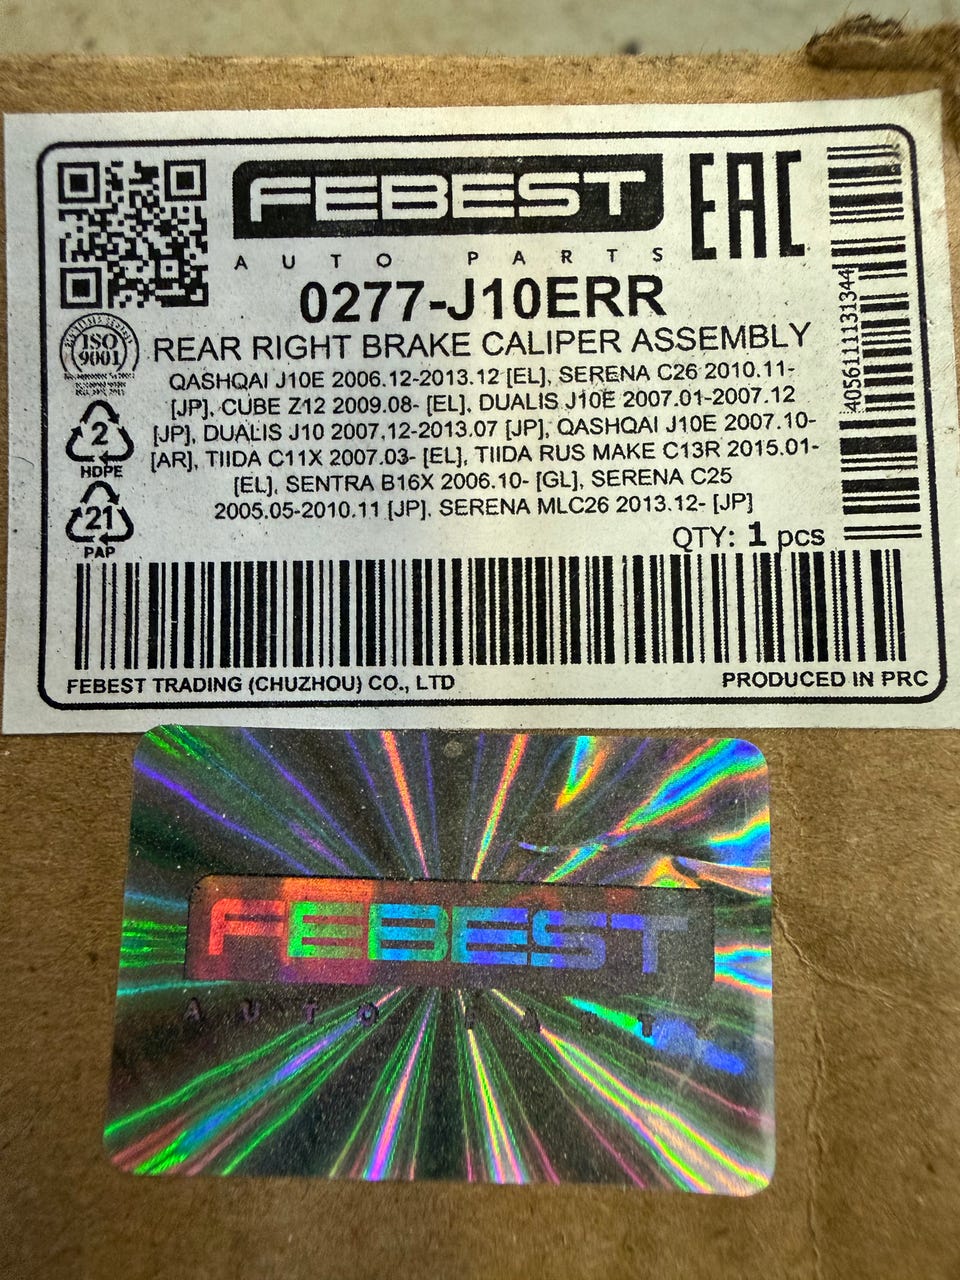 FEBEST
AUTO PARTS
EAC
0277-J10ERR
REAR RIGHT BRAKE CALIPER ASSEMBLY
QASHQAI J10E 2006.12-2013.12 [EL], SERENA C26 2010.11-
[JP], CUBE Z12 2009.08- [EL], DUALIS J10E 2007.01-2007.12
[JP], DUALIS J10 2007.12-2013.07 [JP], QASHQAI J10E 2007.10-
[AR], TIIDA C11X 2007.03- [EL], TIIDA RUS MAKE C13R 2015.01-
[EL], SENTRA B16X 2006.10- [GL], SERENA C25
2005.05-2010.11 [JP], SERENA MLC26 2013.12- [JP]
QTY: 1 pcs
ISO
9001
2
HDPE
21
PAP
4056111131344
FEBEST TRADING (CHUZHOU) CO., LTD
PRODUCED IN PRC
FEBEST
AUTO PARTS